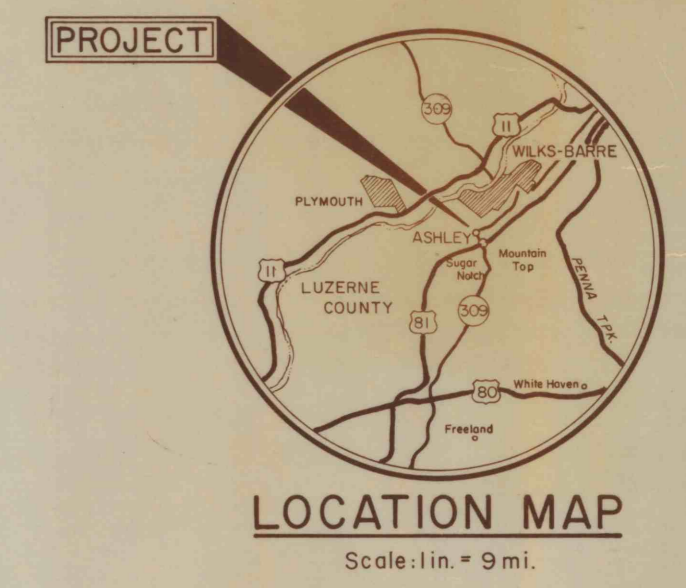 PROJECT
309
11
WILKS-BARRE
PLYMOUTH
ASHLEY
Sugar
Notch
Mountain
Top
11
LUZERNE
COUNTY
81
309
PENNA TPK.
80
White Haven
Freeland
LOCATION MAP
Scale: 1 in. = 9 mi.